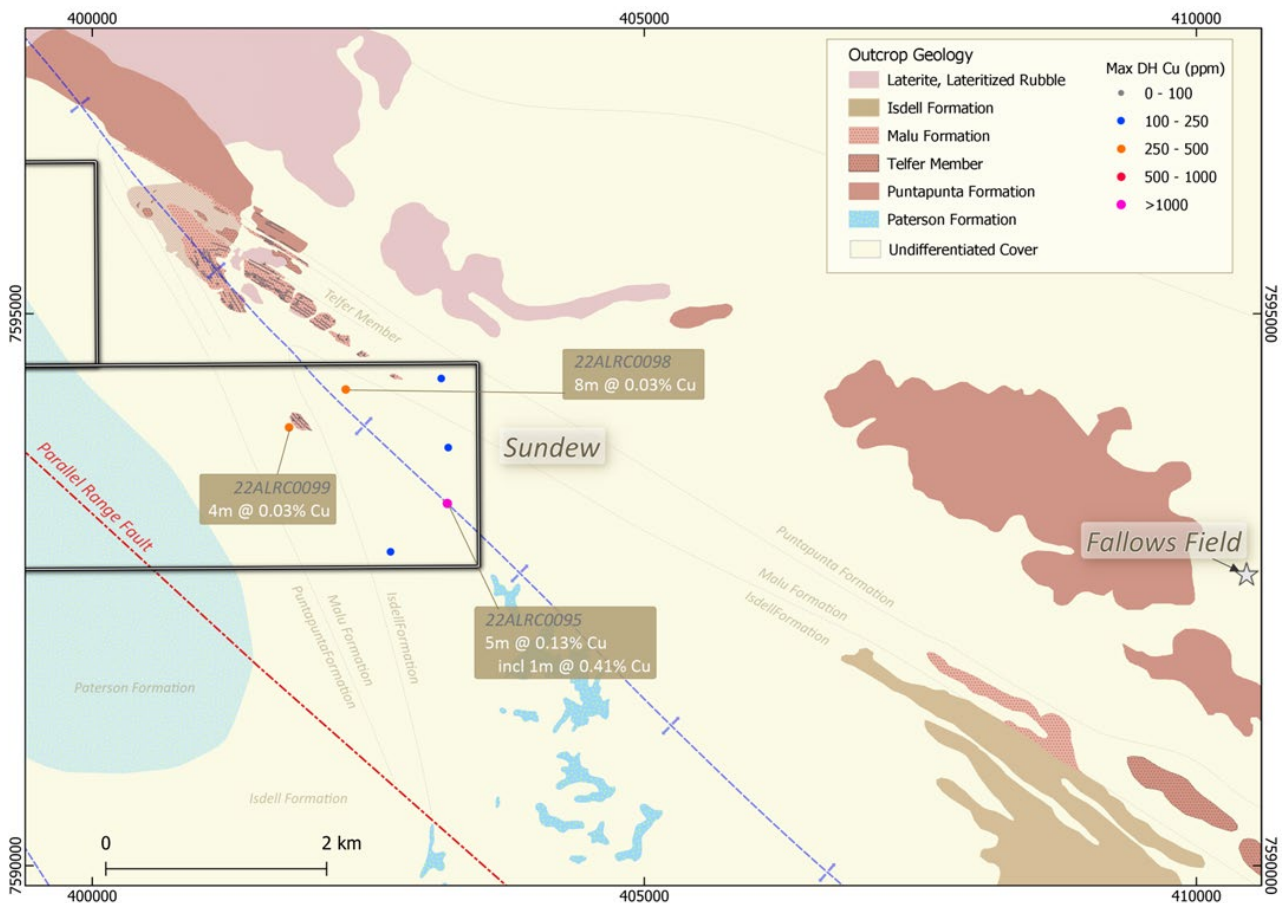 400000
405000
410000
Outcrop Geology
Laterite, Lateritized Rubble
Isdell Formation
Malu Formation
Telfer Member
Puntapunta Formation
Paterson Formation
Undifferentiated Cover
Max DH Cu (ppm)
0 - 100
100 - 250
250 - 500
500 - 1000
>1000
7595000
7595000
Telfer Member
22ALRC0098
8m @ 0.03% Cu
Sundew
Parallel Range Fault
22ALRC0099
4m @ 0.03% Cu
Fallows Field
Puntapunta Formation
Malu Formation
IsdellFormation
IsdellFormation
Malu Formation
PuntapuntaFormation
22ALRC0095
5m @ 0.13% Cu
incl 1m @ 0.41% Cu
Paterson Formation
Isdell Formation
0
2 km
7590000
7590000
400000
405000
410000